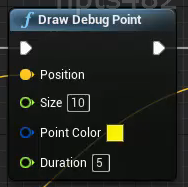 Draw Debug Point
Position
Size 10
Point Color
Duration 5